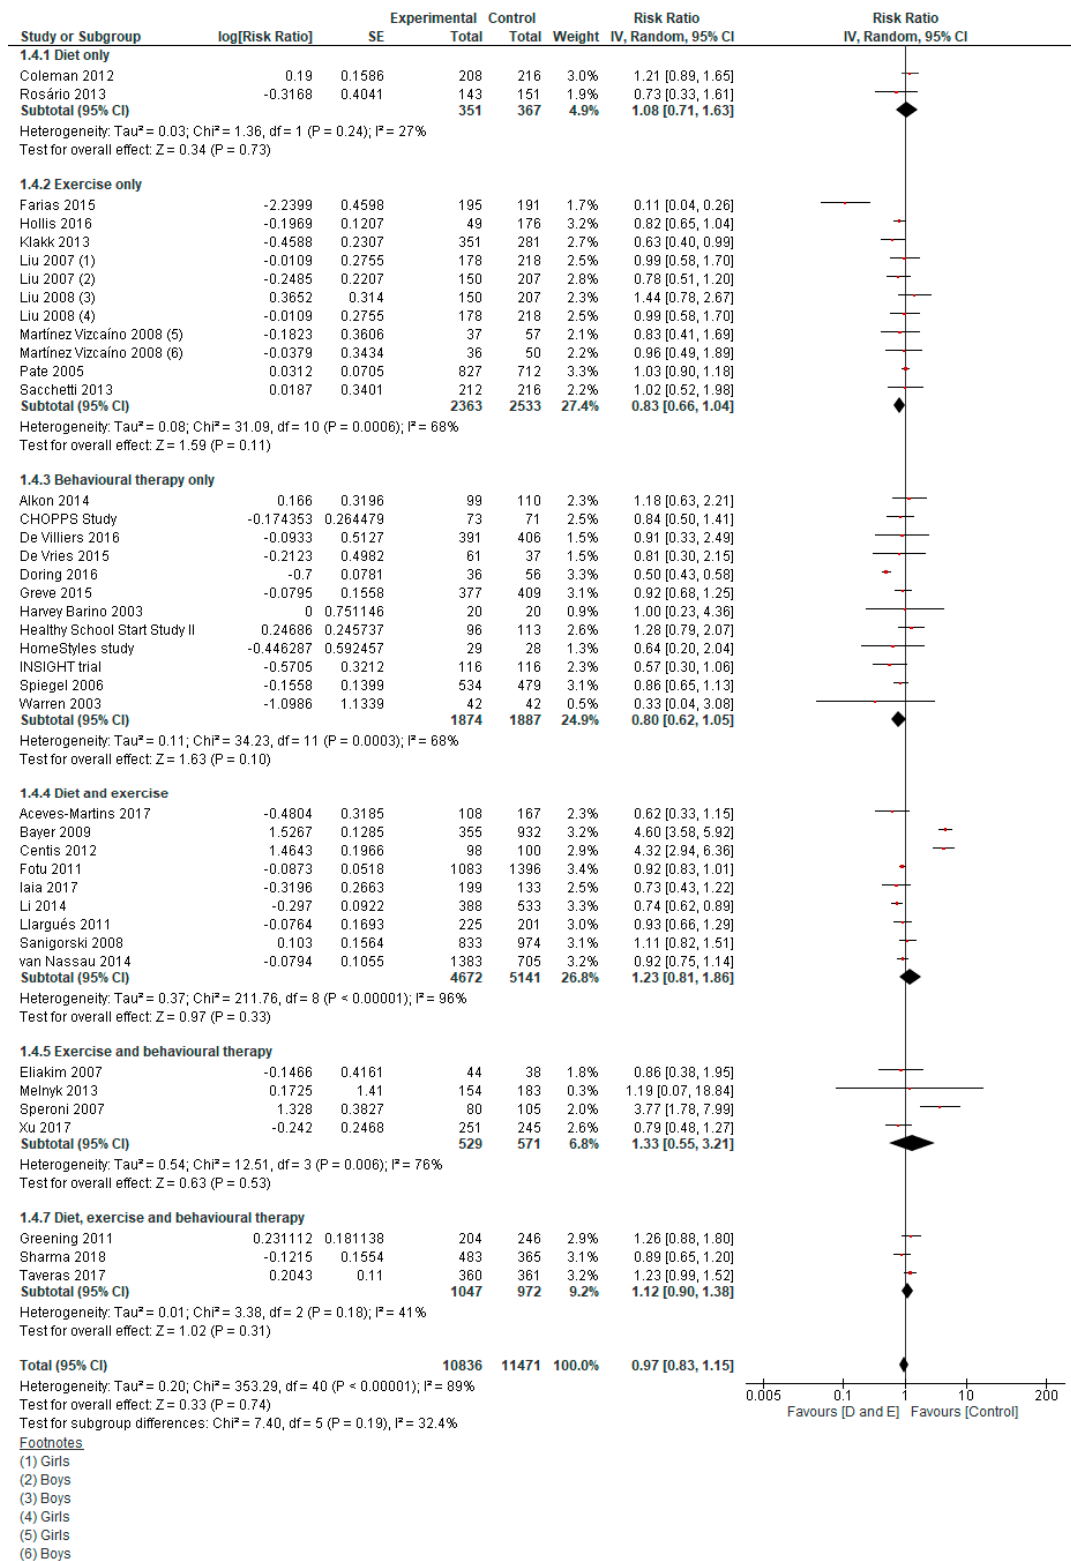 Experimental Control Risk Ratio Risk Ratio
Study or Subgroup log[Risk Ratio] SE Total Total Weight IV, Random, 95% CI IV, Random, 95% CI
1.4.1 Diet only
Coleman 2012 0.19 0.1586 208 216 3.0% 1.21 [0.89, 1.65]
Rosário 2013 -0.3168 0.4041 143 151 1.9% 0.73 [0.33, 1.61]
Subtotal (95% CI) 351 367 4.9% 1.08 [0.71, 1.63]
Heterogeneity: Tau² = 0.03; Chi² = 1.36, df = 1 (P = 0.24); I² = 27%
Test for overall effect: Z = 0.34 (P = 0.73)
1.4.2 Exercise only
Farias 2015 -2.2399 0.4598 195 191 1.7% 0.11 [0.04, 0.26]
Hollis 2016 -0.1969 0.1207 49 176 3.2% 0.82 [0.65, 1.04]
Klakk 2013 -0.4588 0.2307 351 281 2.7% 0.63 [0.40, 0.99]
Liu 2007 (1) -0.0109 0.2755 178 218 2.5% 0.99 [0.58, 1.70]
Liu 2007 (2) -0.2485 0.2207 150 207 2.8% 0.78 [0.51, 1.20]
Liu 2008 (3) 0.3652 0.314 150 207 2.3% 1.44 [0.78, 2.67]
Liu 2008 (4) -0.0109 0.2755 178 218 2.5% 0.99 [0.58, 1.70]
Martínez Vizcaíno 2008 (5) -0.1823 0.3606 37 57 2.1% 0.83 [0.41, 1.69]
Martínez Vizcaíno 2008 (6) -0.0379 0.3434 36 50 2.2% 0.96 [0.49, 1.89]
Pate 2005 0.0312 0.0705 827 712 3.3% 1.03 [0.90, 1.18]
Sacchetti 2013 0.0187 0.3401 212 216 2.2% 1.02 [0.52, 1.98]
Subtotal (95% CI) 2363 2533 27.4% 0.83 [0.66, 1.04]
Heterogeneity: Tau² = 0.08; Chi² = 31.09, df = 10 (P = 0.0006); I² = 68%
Test for overall effect: Z = 1.59 (P = 0.11)
1.4.3 Behavioural therapy only
Alkon 2014 0.166 0.3196 99 110 2.3% 1.18 [0.63, 2.21]
CHOPPS Study -0.174353 0.264479 73 71 2.5% 0.84 [0.50, 1.41]
De Villiers 2016 -0.0933 0.5127 391 406 1.5% 0.91 [0.33, 2.49]
De Vries 2015 -0.2123 0.4982 61 37 1.5% 0.81 [0.30, 2.15]
Doring 2016 -0.7 0.0781 36 56 3.3% 0.50 [0.43, 0.58]
Greve 2015 -0.0795 0.1558 377 409 3.1% 0.92 [0.68, 1.25]
Harvey Barino 2003 0 0.751146 20 20 0.9% 1.00 [0.23, 4.36]
Healthy School Start Study II 0.24686 0.245737 96 113 2.6% 1.28 [0.79, 2.07]
HomeStyles study -0.446287 0.592457 29 28 1.3% 0.64 [0.20, 2.04]
INSIGHT trial -0.5705 0.3212 116 116 2.3% 0.57 [0.30, 1.06]
Spiegel 2006 -0.1558 0.1399 534 479 3.1% 0.86 [0.65, 1.13]
Warren 2003 -1.0986 1.1339 42 42 0.5% 0.33 [0.04, 3.08]
Subtotal (95% CI) 1874 1887 24.9% 0.80 [0.62, 1.05]
Heterogeneity: Tau² = 0.11; Chi² = 34.23, df = 11 (P = 0.0003); I² = 68%
Test for overall effect: Z = 1.63 (P = 0.10)
1.4.4 Diet and exercise
Aceves-Martins 2017 -0.4804 0.3185 108 167 2.3% 0.62 [0.33, 1.15]
Bayer 2009 1.5267 0.1285 355 932 3.2% 4.60 [3.58, 5.92]
Centis 2012 1.4643 0.1966 98 100 2.9% 4.32 [2.94, 6.36]
Fotu 2011 -0.0873 0.0518 1083 1396 3.4% 0.92 [0.83, 1.01]
Iaia 2017 -0.3196 0.2663 199 133 2.5% 0.73 [0.43, 1.22]
Li 2014 -0.297 0.0922 388 533 3.3% 0.74 [0.62, 0.89]
Llargués 2011 -0.0764 0.1693 225 201 3.0% 0.93 [0.66, 1.29]
Sanigorski 2008 0.103 0.1564 833 974 3.1% 1.11 [0.82, 1.51]
van Nassau 2014 -0.0794 0.1055 1383 705 3.2% 0.92 [0.75, 1.14]
Subtotal (95% CI) 4672 5141 26.8% 1.23 [0.81, 1.86]
Heterogeneity: Tau² = 0.37; Chi² = 211.76, df = 8 (P < 0.00001); I² = 96%
Test for overall effect: Z = 0.97 (P = 0.33)
1.4.5 Exercise and behavioural therapy
Eliakim 2007 -0.1466 0.4161 44 38 1.8% 0.86 [0.38, 1.95]
Melnyk 2013 0.1725 1.41 154 183 0.3% 1.19 [0.07, 18.84]
Speroni 2007 1.328 0.3827 80 105 2.0% 3.77 [1.78, 7.99]
Xu 2017 -0.242 0.2468 251 245 2.6% 0.79 [0.48, 1.27]
Subtotal (95% CI) 529 571 6.8% 1.33 [0.55, 3.21]
Heterogeneity: Tau² = 0.54; Chi² = 12.51, df = 3 (P = 0.006); I² = 76%
Test for overall effect: Z = 0.63 (P = 0.53)
1.4.7 Diet, exercise and behavioural therapy
Greening 2011 0.231112 0.181138 204 246 2.9% 1.26 [0.88, 1.80]
Sharma 2018 -0.1215 0.1554 483 365 3.1% 0.89 [0.65, 1.20]
Taveras 2017 0.2043 0.11 360 361 3.2% 1.23 [0.99, 1.52]
Subtotal (95% CI) 1047 972 9.2% 1.12 [0.90, 1.38]
Heterogeneity: Tau² = 0.01; Chi² = 3.38, df = 2 (P = 0.18); I² = 41%
Test for overall effect: Z = 1.02 (P = 0.31)
Total (95% CI) 10836 11471 100.0% 0.97 [0.83, 1.15]
Heterogeneity: Tau² = 0.20; Chi² = 353.29, df = 40 (P < 0.00001); I² = 89%
Test for overall effect: Z = 0.33 (P = 0.74)
Test for subgroup differences: Chi² = 7.40, df = 5 (P = 0.19), I² = 32.4%
0.005 0.1 1 10 200
Favours [D and E] Favours [Control]
Footnotes
(1) Girls
(2) Boys
(3) Boys
(4) Girls
(5) Girls
(6) Boys